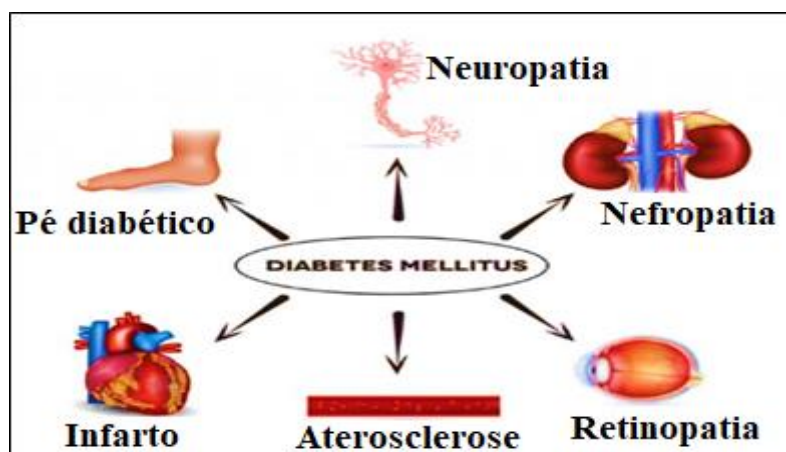 Neuropatia
Pé diabético
Nefropatia
DIABETES MELLITUS
Infarto
Aterosclerose
Retinopatia